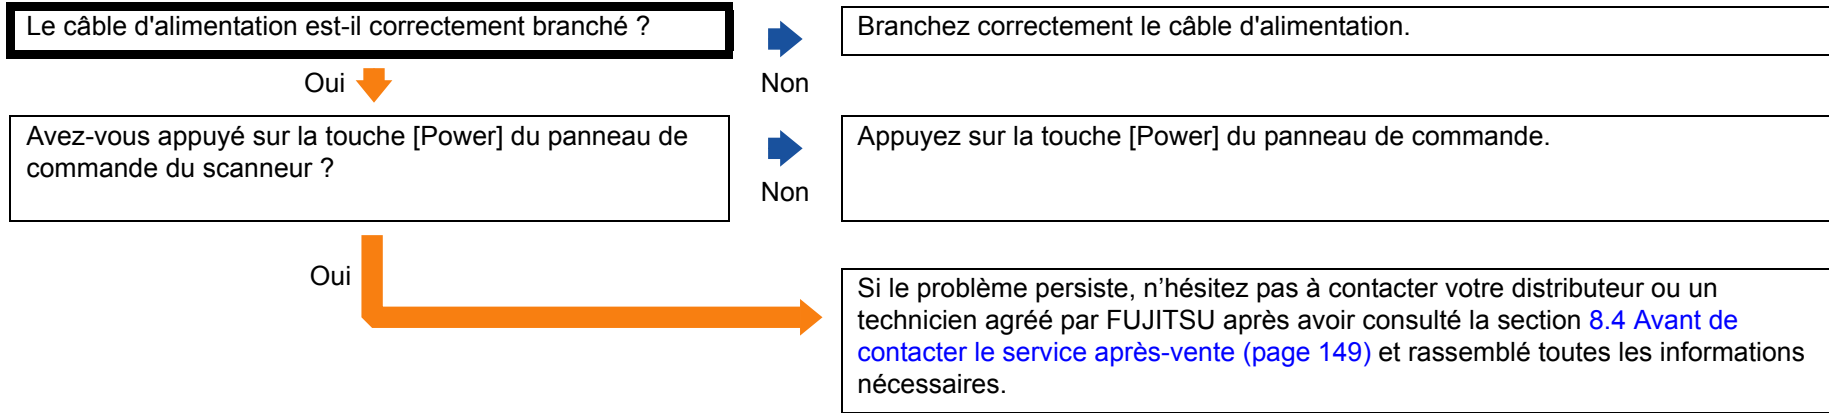 Le câble d'alimentation est-il correctement branché ?
Branchez correctement le câble d'alimentation.
Oui
Non
Avez-vous appuyé sur la touche [Power] du panneau de
commande du scanneur ?
Appuyez sur la touche [Power] du panneau de commande.
Non
Oui
Si le problème persiste, n’hésitez pas à contacter votre distributeur ou un
technicien agréé par FUJITSU après avoir consulté la section 8.4 Avant de
contacter le service après-vente (page 149) et rassemblé toutes les informations
nécessaires.